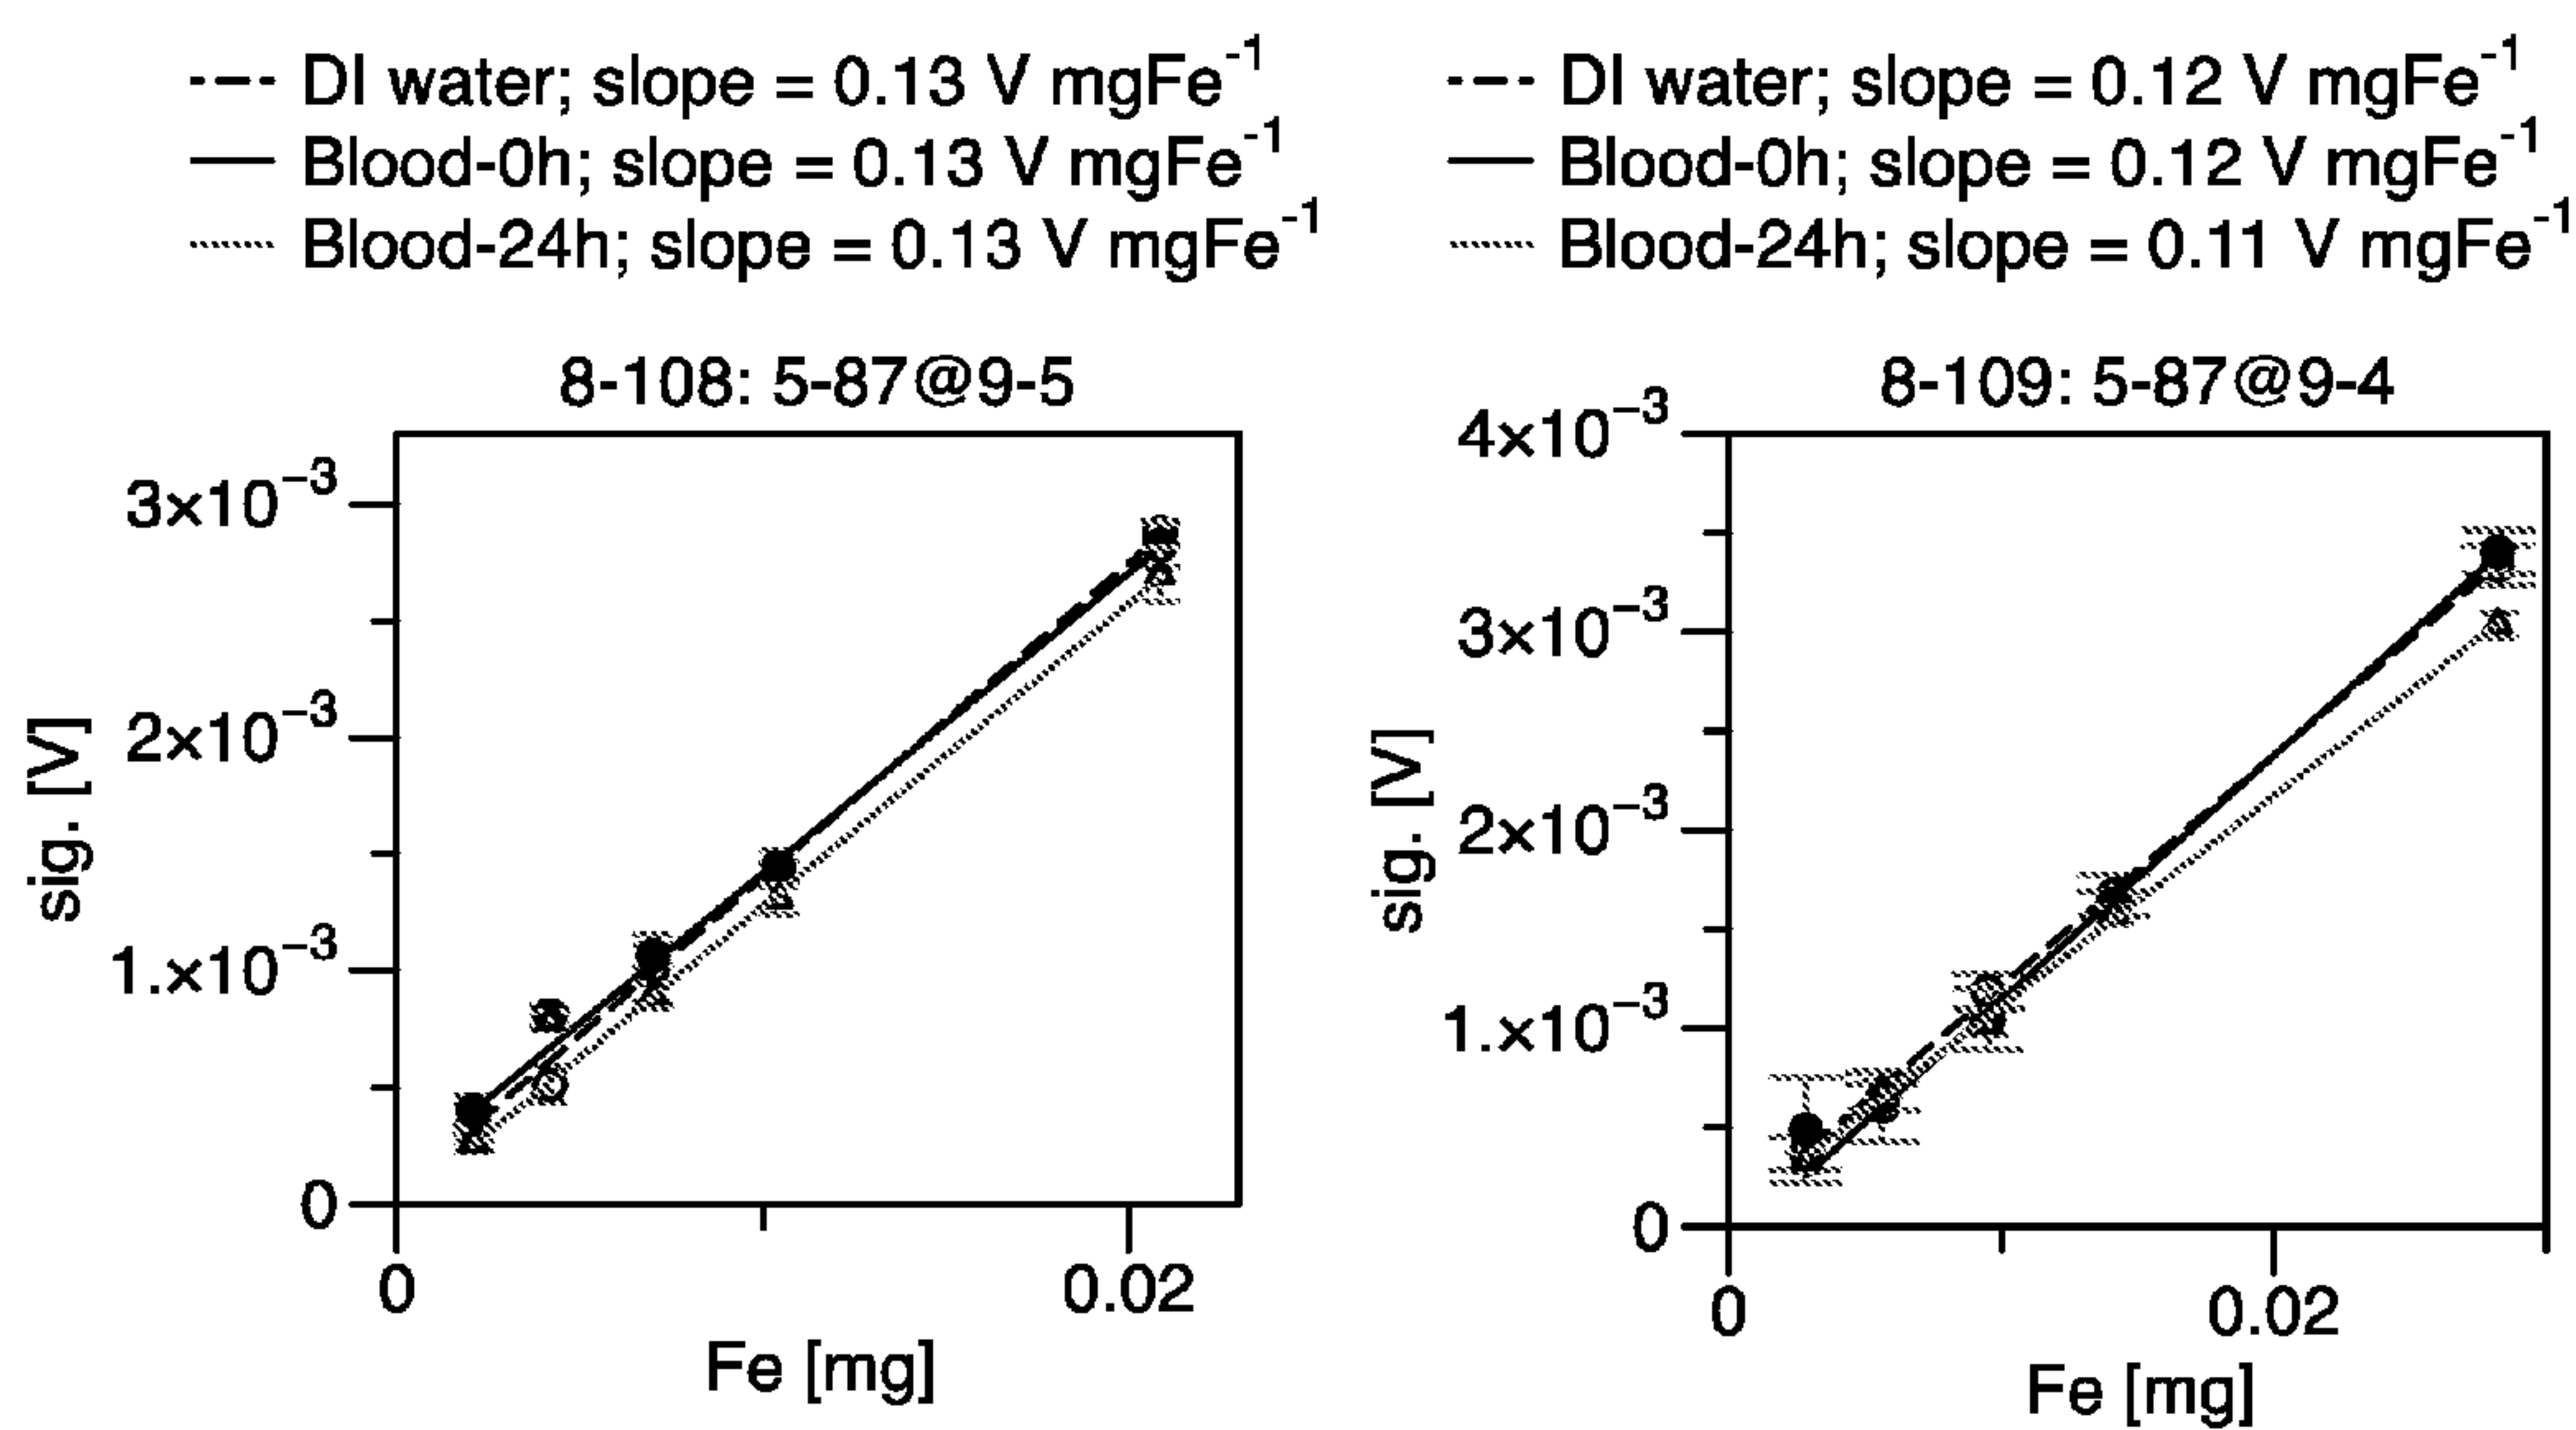 DI water; slope = 0.13 V mgFe⁻¹
Blood-0h; slope = 0.13 V mgFe⁻¹
Blood-24h; slope = 0.13 V mgFe⁻¹
8-108: 5-87@9-5
3×10⁻³
2×10⁻³
1.×10⁻³
0
sig. [V]
0 0.02
Fe [mg]
DI water; slope = 0.12 V mgFe⁻¹
Blood-0h; slope = 0.12 V mgFe⁻¹
Blood-24h; slope = 0.11 V mgFe⁻¹
8-109: 5-87@9-4
4×10⁻³
3×10⁻³
2×10⁻³
1.×10⁻³
0
sig. [V]
0 0.02
Fe [mg]